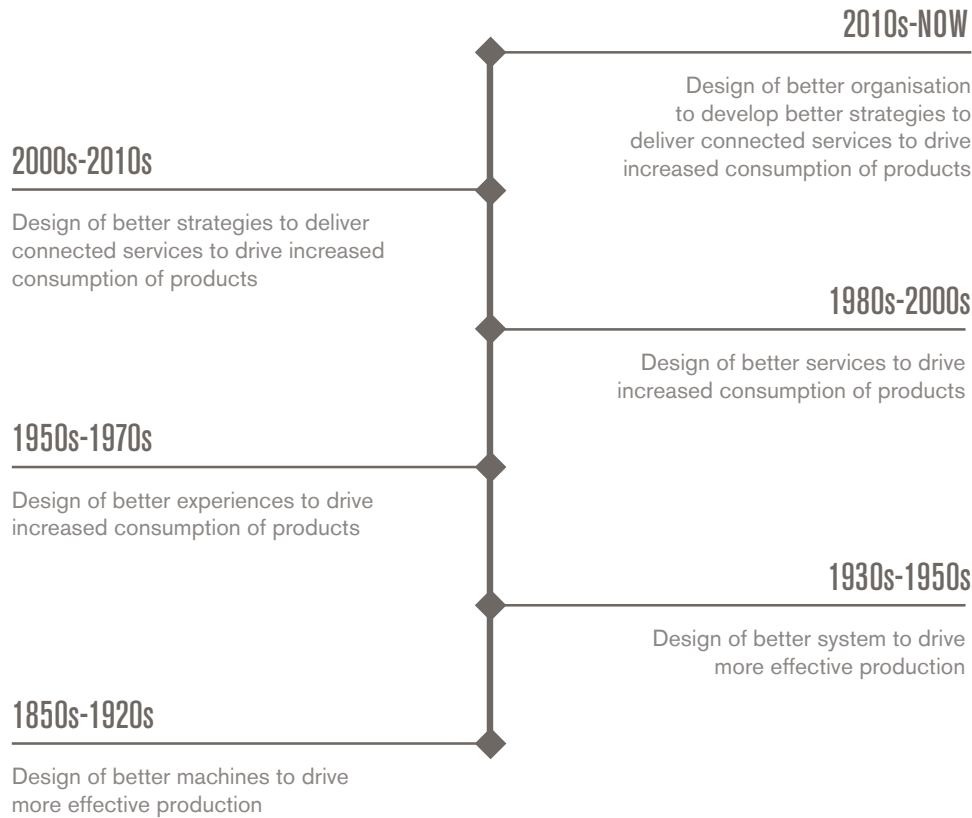 2010s-NOW
Design of better organisation
to develop better strategies to
deliver connected services to drive
increased consumption of products
2000s-2010s
Design of better strategies to deliver
connected services to drive increased
consumption of products
1980s-2000s
Design of better services to drive
increased consumption of products
1950s-1970s
Design of better experiences to drive
increased consumption of products
1930s-1950s
Design of better system to drive
more effective production
1850s-1920s
Design of better machines to drive
more effective production